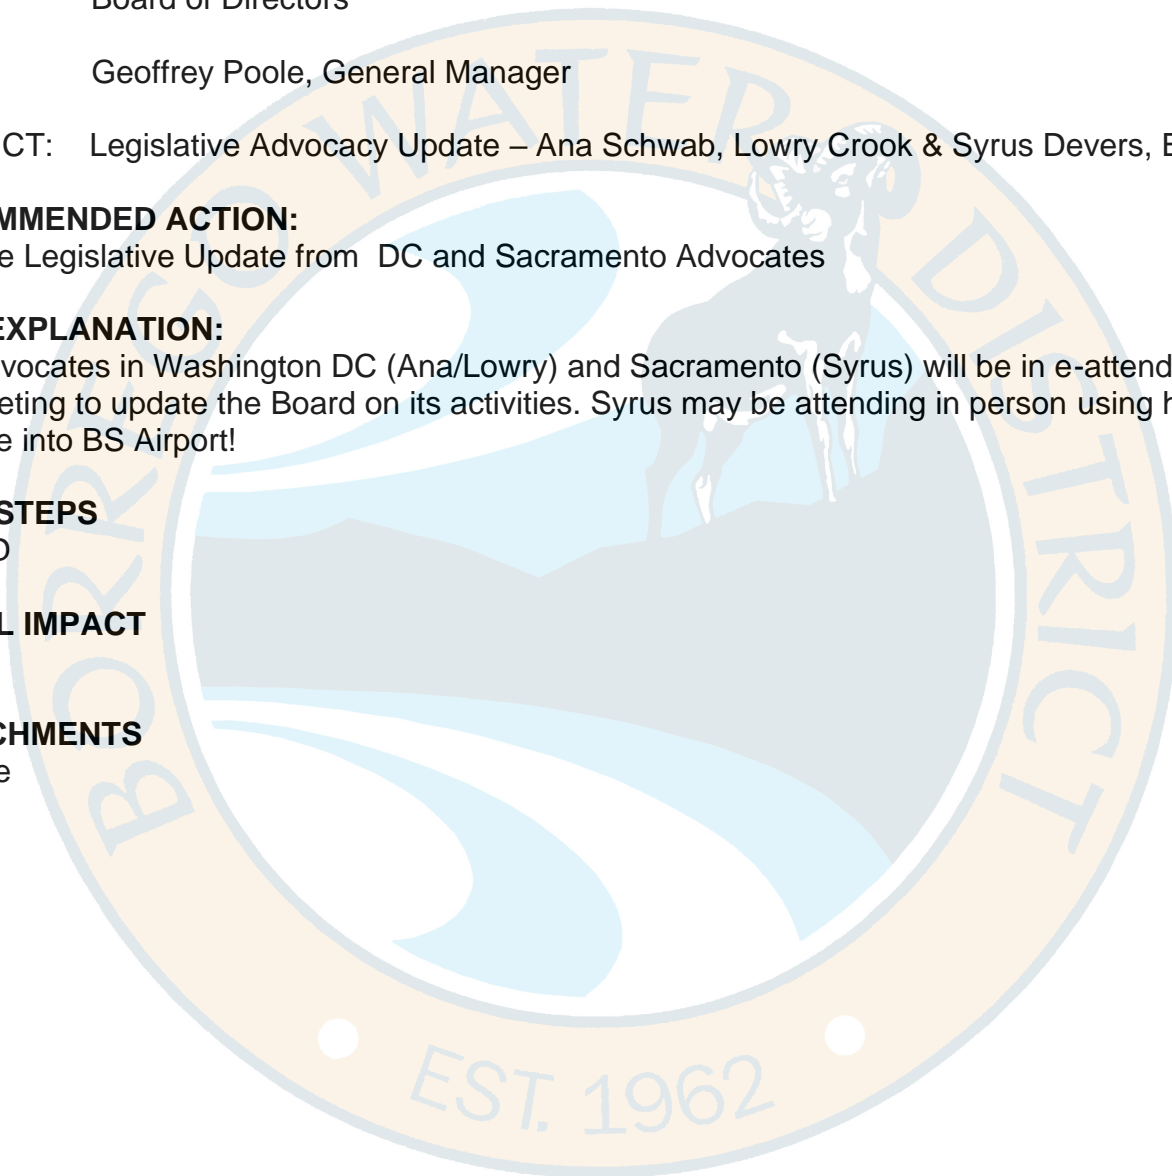 Board of Directors
Geoffrey Poole, General Manager
CT: Legislative Advocacy Update – Ana Schwab, Lowry Crook & Syrus Devers, B
MMENDED ACTION:
e Legislative Update from  DC and Sacramento Advocates
EXPLANATION:
vocates in Washington DC (Ana/Lowry) and Sacramento (Syrus) will be in e-attend
eting to update the Board on its activities. Syrus may be attending in person using h
e into BS Airport!
STEPS
D
L IMPACT
CHMENTS
e
BORREGO WATER DISTRICT
EST. 1962